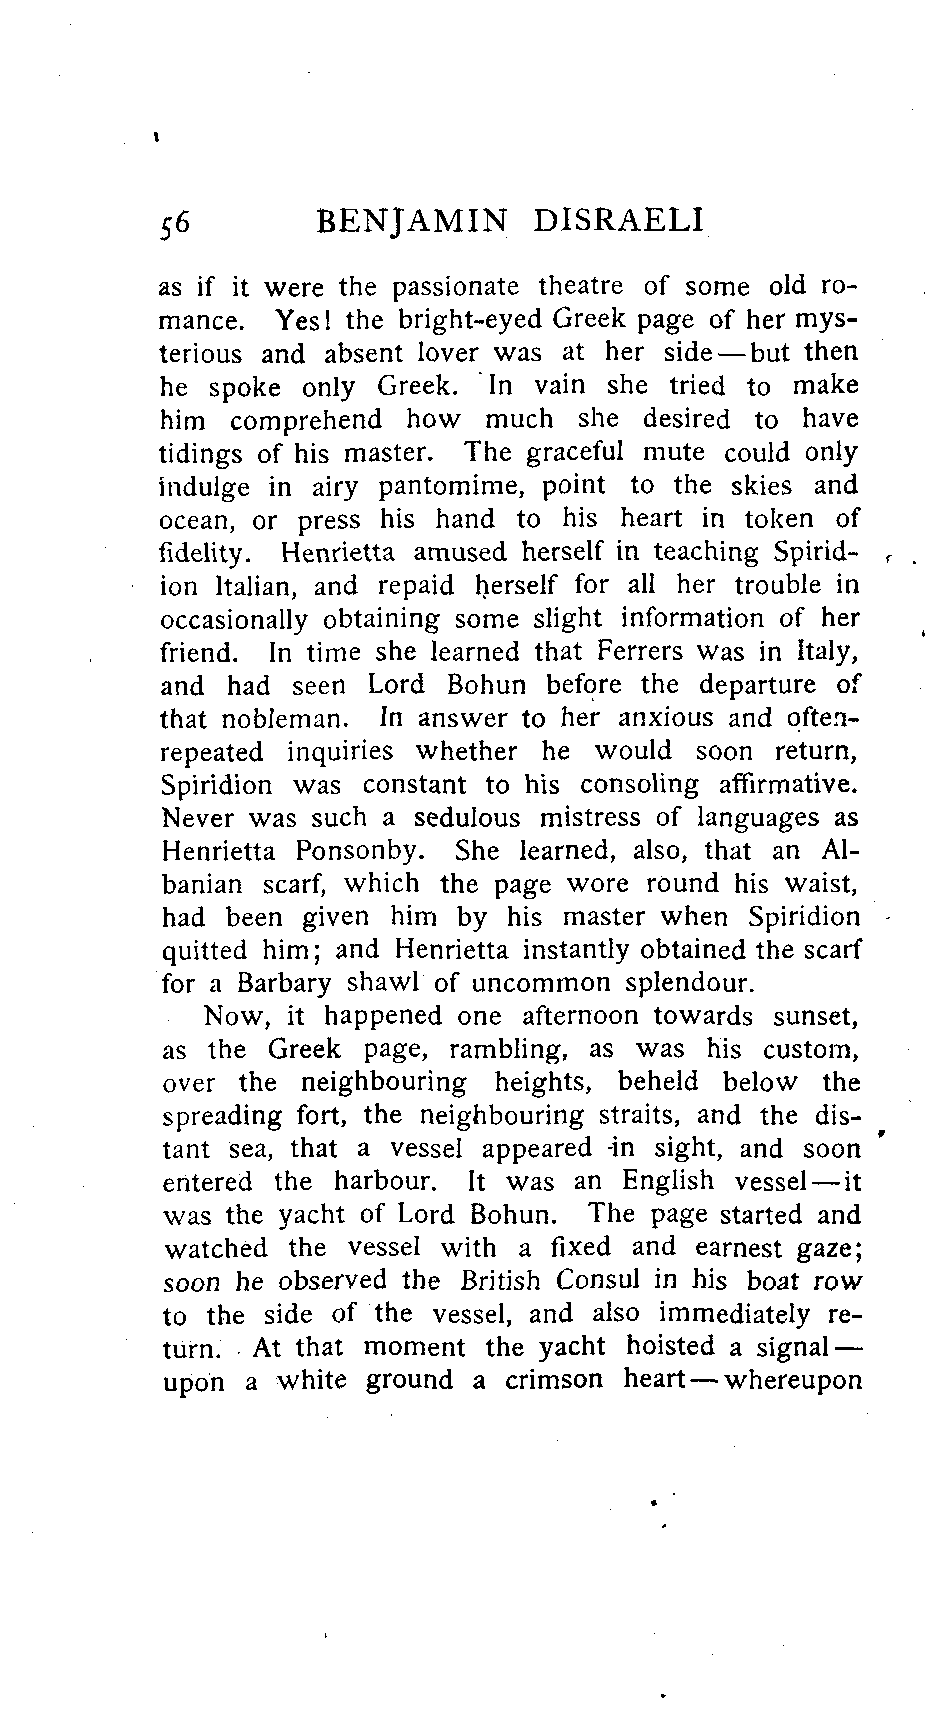 56 BENJAMIN DISRAELI
as if it were the passionate theatre of some old ro-
mance. Yes! the bright-eyed Greek page of her mys-
terious and absent lover was at her side—but then
he spoke only Greek. In vain she tried to make
him comprehend how much she desired to have
tidings of his master. The graceful mute could only
indulge in airy pantomime, point to the skies and
ocean, or press his hand to his heart in token of
fidelity. Henrietta amused herself in teaching Spirid-
ion Italian, and repaid herself for all her trouble in
occasionally obtaining some slight information of her
friend. In time she learned that Ferrers was in Italy,
and had seen Lord Bohun before the departure of
that nobleman. In answer to her anxious and often-
repeated inquiries whether he would soon return,
Spiridion was constant to his consoling affirmative.
Never was such a sedulous mistress of languages as
Henrietta Ponsonby. She learned, also, that an Al-
banian scarf, which the page wore round his waist,
had been given him by his master when Spiridion
quitted him; and Henrietta instantly obtained the scarf
for a Barbary shawl of uncommon splendour.
Now, it happened one afternoon towards sunset,
as the Greek page, rambling, as was his custom,
over the neighbouring heights, beheld below the
spreading fort, the neighbouring straits, and the dis-
tant sea, that a vessel appeared in sight, and soon
entered the harbour. It was an English vessel—it
was the yacht of Lord Bohun. The page started and
watched the vessel with a fixed and earnest gaze;
soon he observed the British Consul in his boat row
to the side of the vessel, and also immediately re-
turn. At that moment the yacht hoisted a signal—
upon a white ground a crimson heart—whereupon